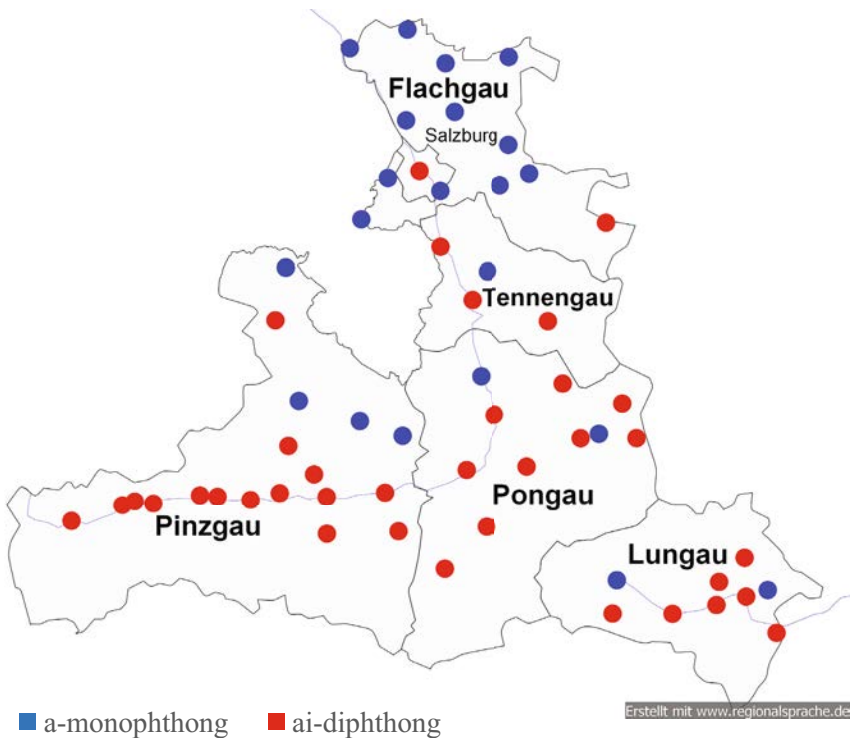 Flachgau
Salzburg
Tennengau
Pinzgau
Pongau
Lungau
a-monophthong
ai-diphthong
Erstellt mit www.regionalsprache.de